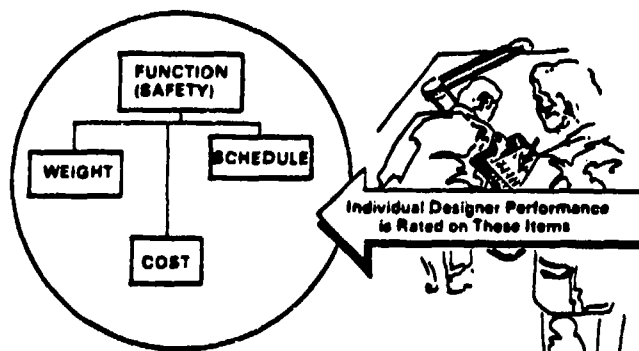 FUNCTION
(SAFETY)
WEIGHT
SCHEDULE
COST
Individual Designer Performance
is Rated on These Items